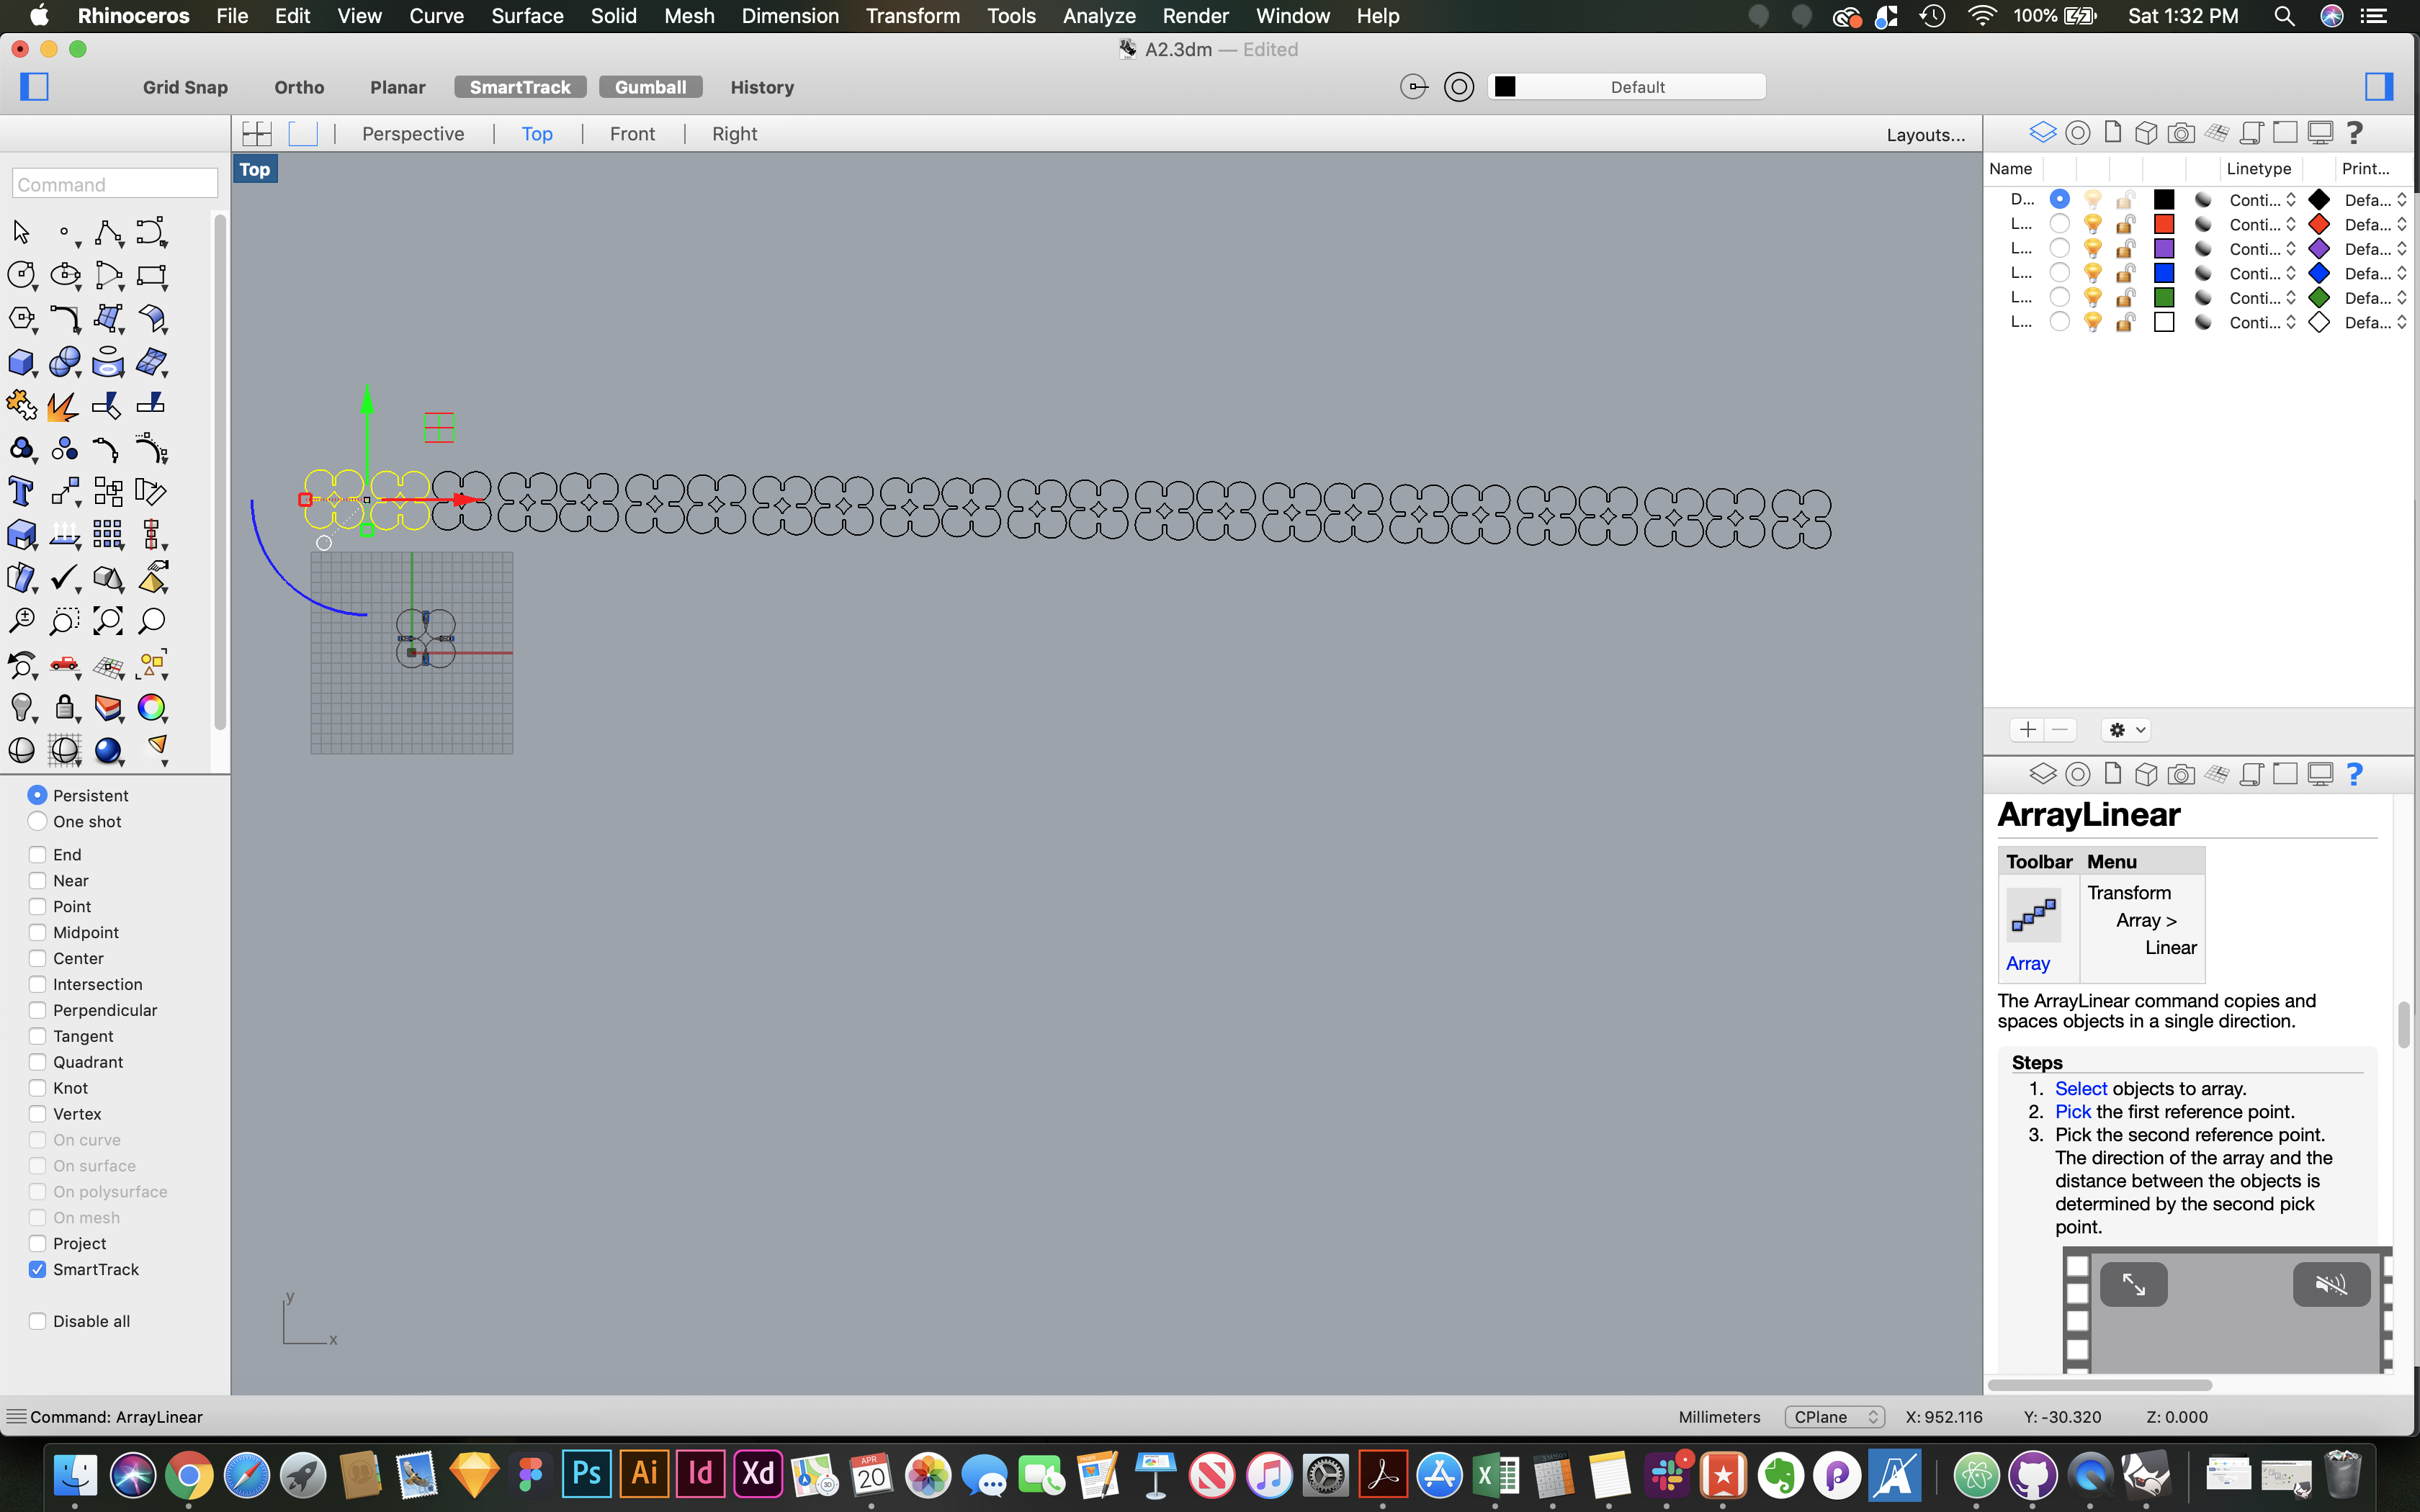 Rhinoceros File Edit View Curve Surface Solid Mesh Dimension Transform Tools Analyze Render Window Help 100% Sat 1:32 PM
A2.3dm — Edited
Grid Snap Ortho Planar SmartTrack Gumball History Default
Perspective Top Front Right Layouts...
Top
Command
Name Linetype Print...
D... Conti... Defa...
L... Conti... Defa...
L... Conti... Defa...
L... Conti... Defa...
L... Conti... Defa...
L... Conti... Defa...
Persistent
One shot
End
Near
Point
Midpoint
Center
Intersection
Perpendicular
Tangent
Quadrant
Knot
Vertex
On curve
On surface
On polysurface
On mesh
Project
SmartTrack
Disable all
y
x
ArrayLinear
Toolbar Menu
Transform
Array >
Linear
Array
The ArrayLinear command copies and
spaces objects in a single direction.
Steps
1. Select objects to array.
2. Pick the first reference point.
3. Pick the second reference point.
The direction of the array and the
distance between the objects is
determined by the second pick
point.
Command: ArrayLinear
Millimeters CPlane X: 952.116 Y: -30.320 Z: 0.000
Ps Ai Id Xd APR 20